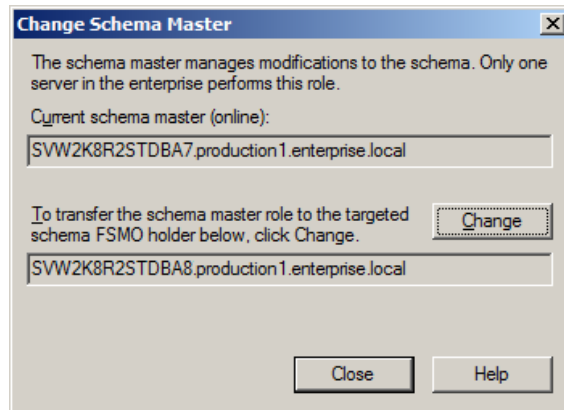 Change Schema Master
The schema master manages modifications to the schema. Only one
server in the enterprise performs this role.
Current schema master (online):
SVW2K8R2STDBA7.production1.enterprise.local
To transfer the schema master role to the targeted
schema FSMO holder below, click Change.
Change
SVW2K8R2STDBA8.production1.enterprise.local
Close
Help